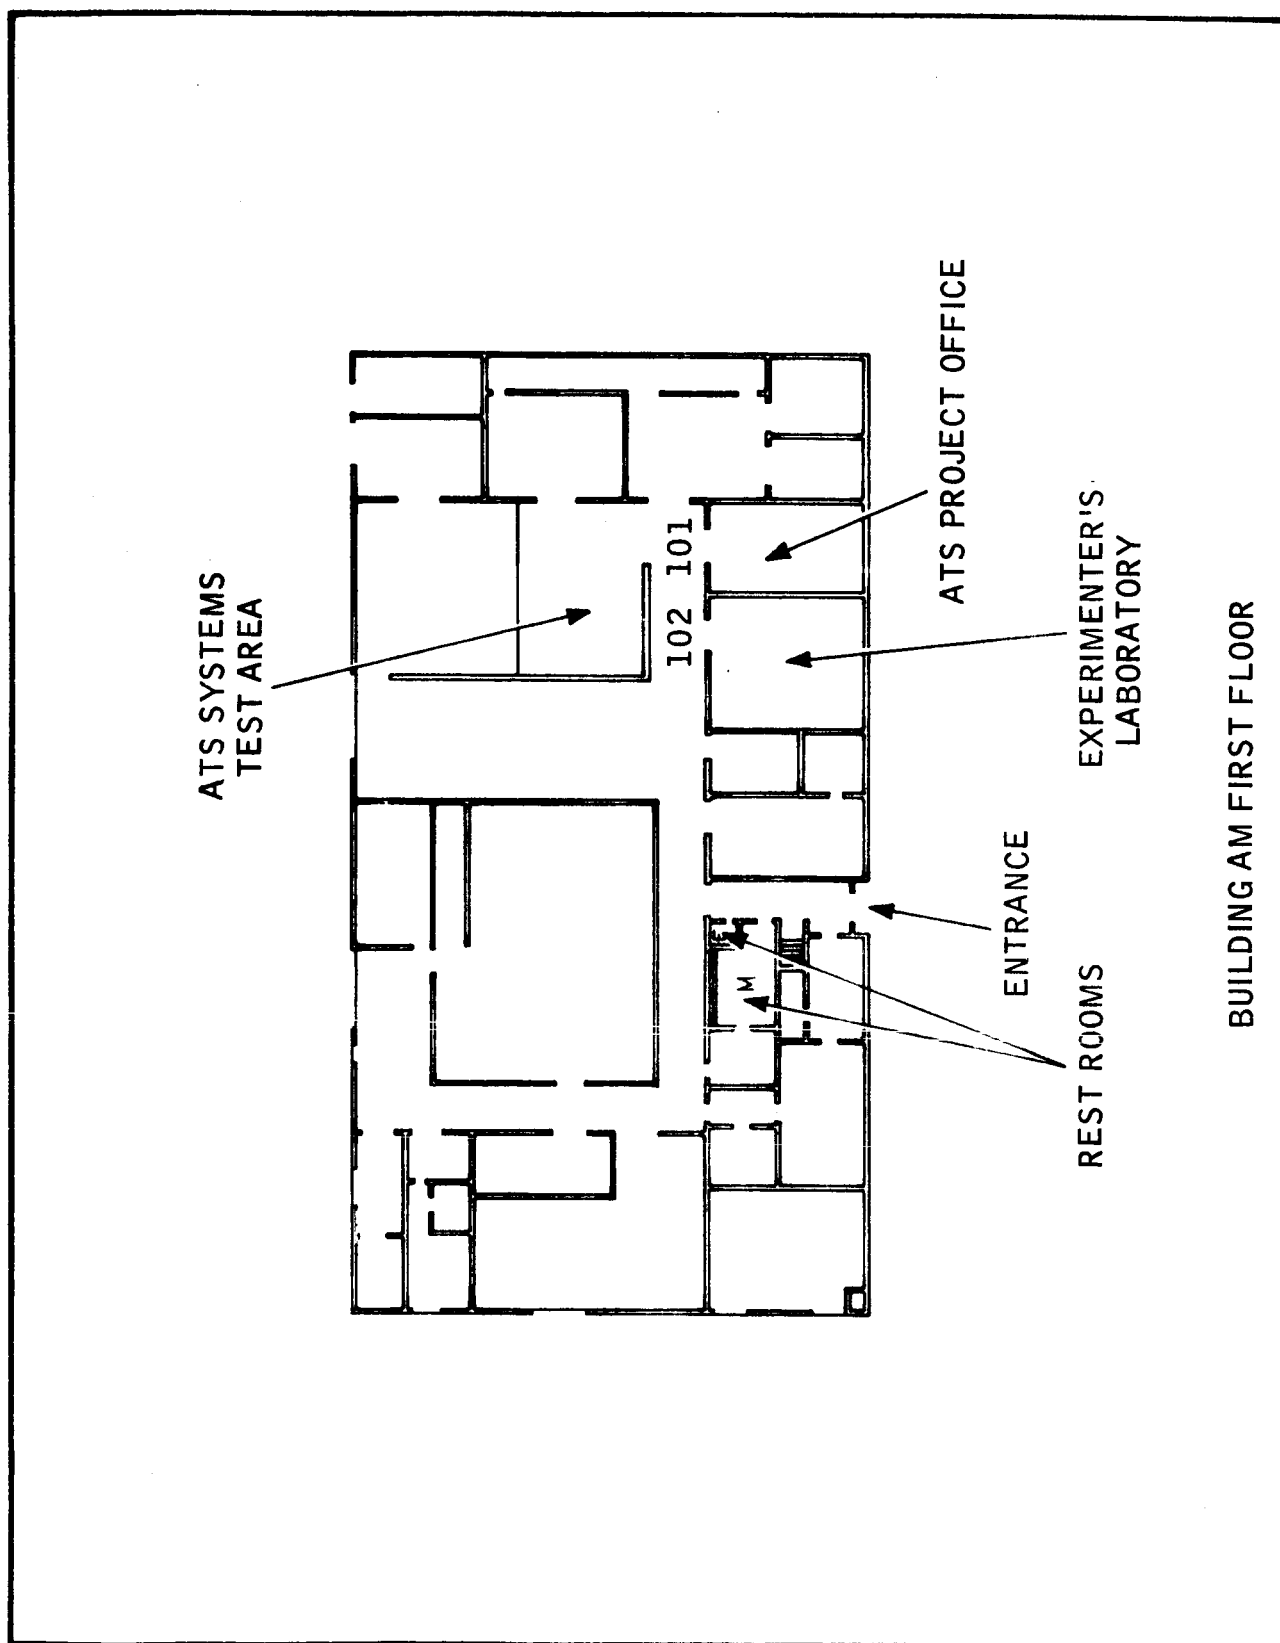 ATS SYSTEMS
TEST AREA
102 101
M
F
ATS PROJECT OFFICE
EXPERIMENTER'S
LABORATORY
ENTRANCE
REST ROOMS
BUILDING AM FIRST FLOOR